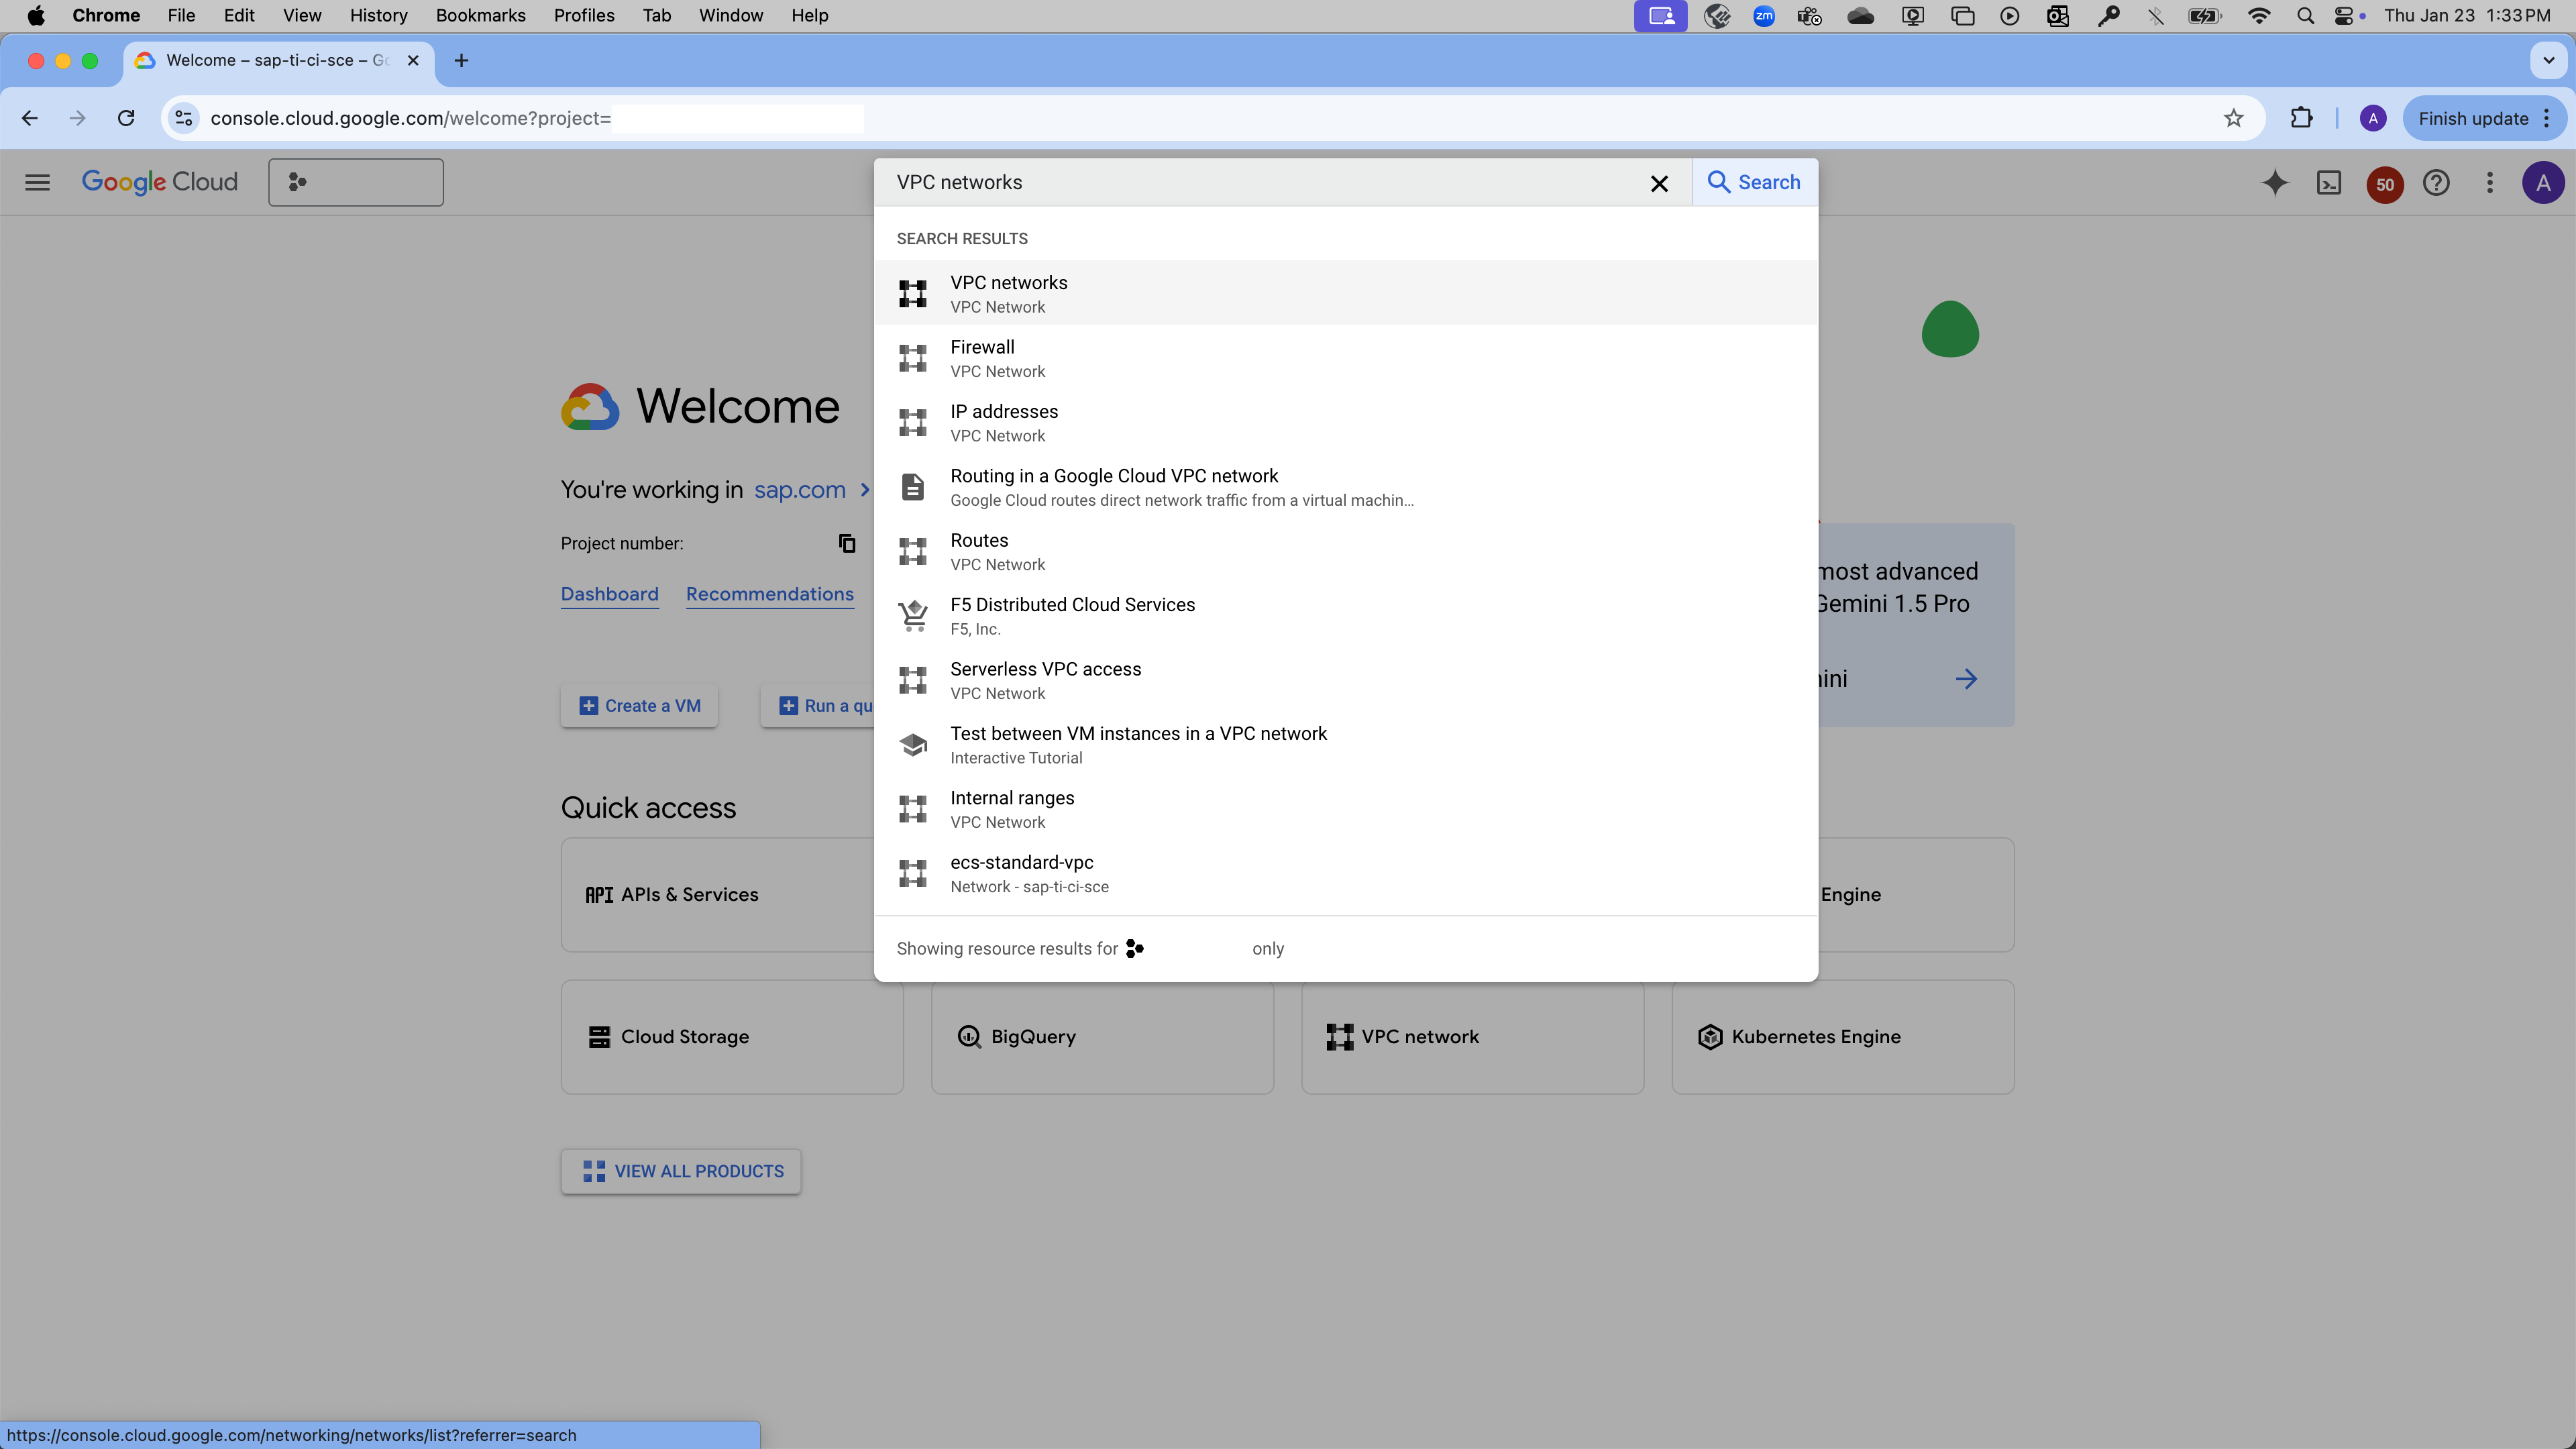 Chrome File Edit View History Bookmarks Profiles Tab Window Help zm Thu Jan 23 1:33 PM
Welcome – sap-ti-ci-sce – Go
console.cloud.google.com/welcome?project= A Finish update
Google Cloud VPC networks Search 50 A
SEARCH RESULTS
VPC networks
VPC Network
Firewall
VPC Network
IP addresses
VPC Network
Routing in a Google Cloud VPC network
Google Cloud routes direct network traffic from a virtual machin...
Routes
VPC Network
F5 Distributed Cloud Services
F5, Inc.
Serverless VPC access
VPC Network
Test between VM instances in a VPC network
Interactive Tutorial
Internal ranges
VPC Network
ecs-standard-vpc
Network - sap-ti-ci-sce
Showing resource results for only
Welcome
You're working in sap.com
Project number:
Dashboard Recommendations
most advanced
Gemini 1.5 Pro
ini
Create a VM Run a qu
Quick access
API APIs & Services Engine
Cloud Storage BigQuery VPC network Kubernetes Engine
VIEW ALL PRODUCTS
https://console.cloud.google.com/networking/networks/list?referrer=search